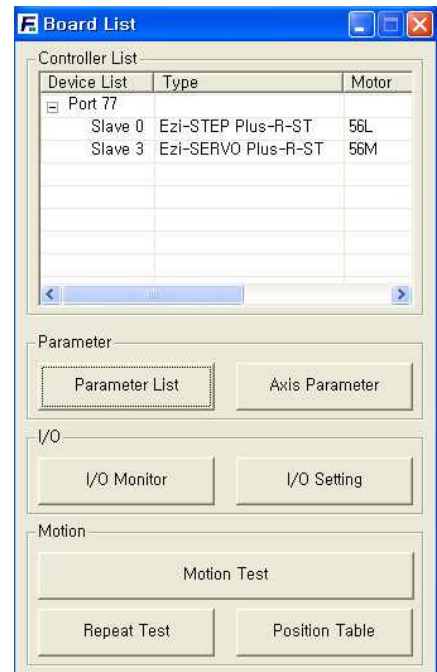 Board List
Controller List
Device List Type Motor
Port 77
Slave 0 Ezi-STEP Plus-R-ST 56L
Slave 3 Ezi-SERVO Plus-R-ST 56M
Parameter
Parameter List Axis Parameter
I/O
I/O Monitor I/O Setting
Motion
Motion Test
Repeat Test Position Table